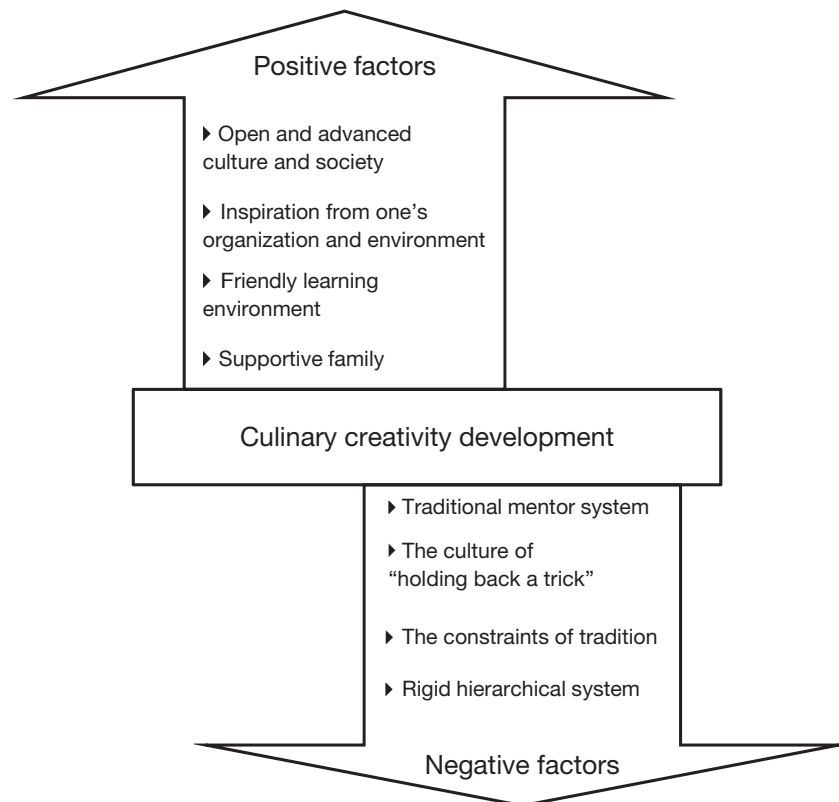 Positive factors
▸ Open and advanced
culture and society
▸ Inspiration from one’s
organization and environment
▸ Friendly learning
environment
▸ Supportive family
Culinary creativity development
▸ Traditional mentor system
▸ The culture of
“holding back a trick”
▸ The constraints of tradition
▸ Rigid hierarchical system
Negative factors